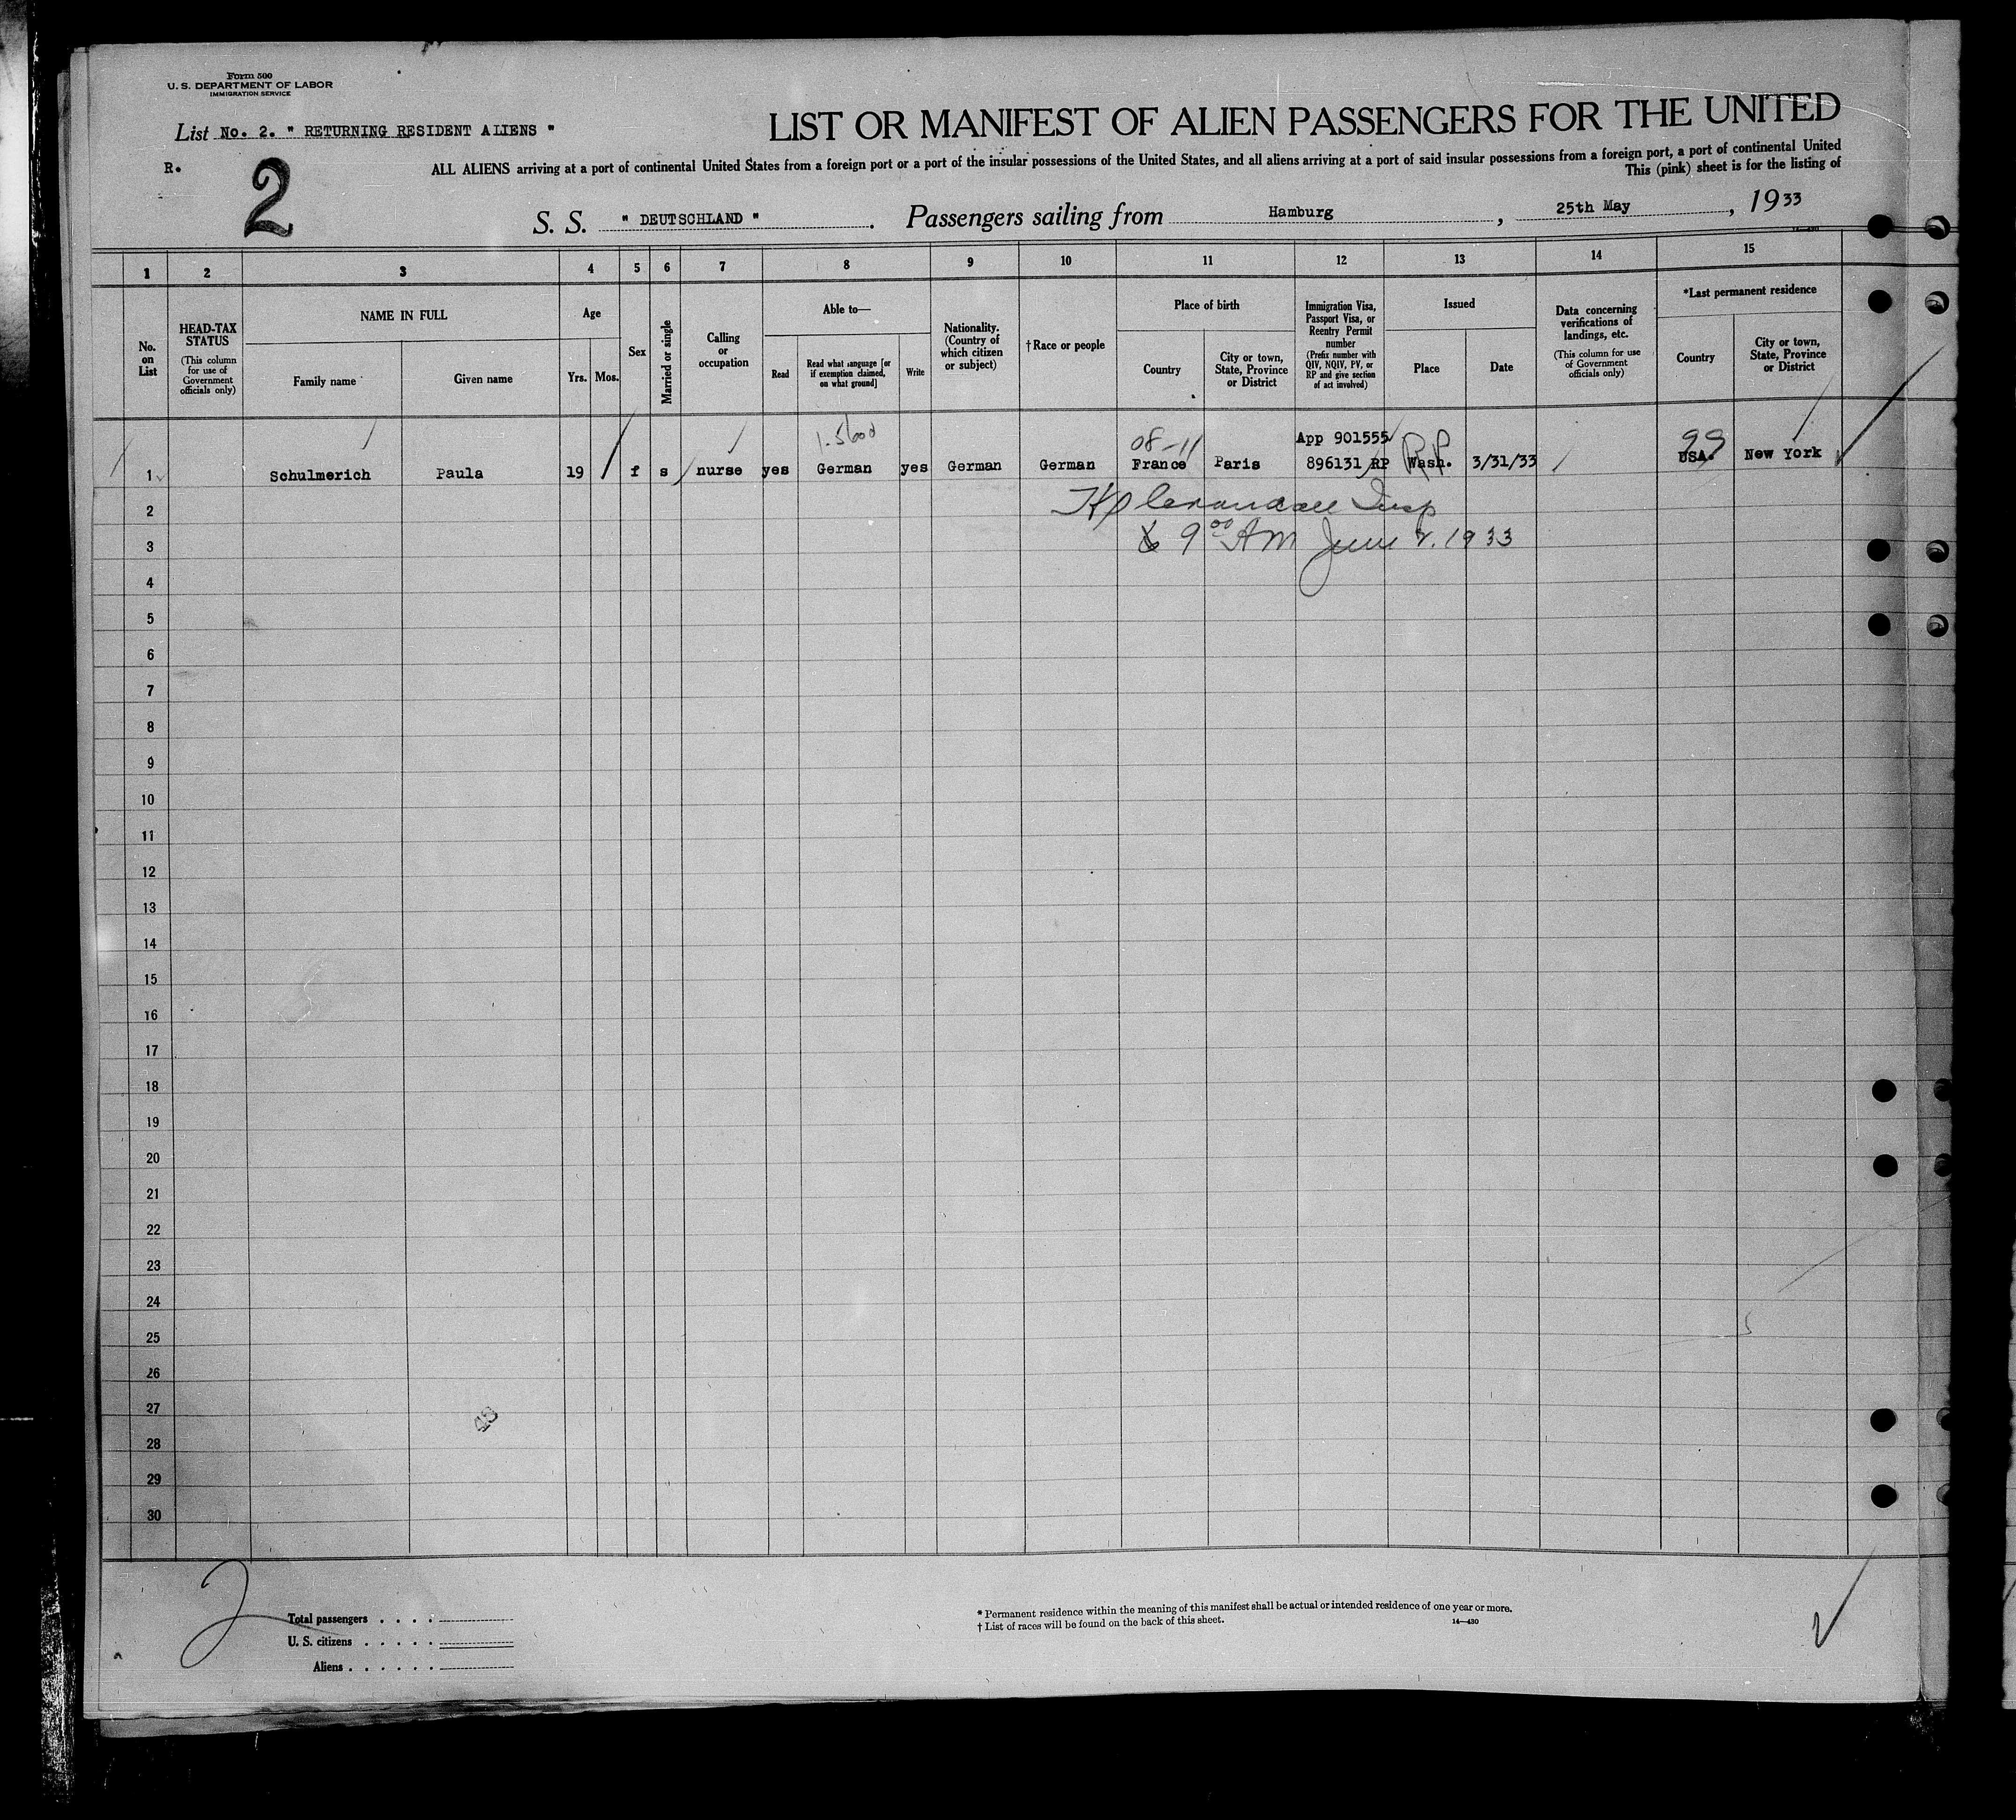 Form 500
U. S. DEPARTMENT OF LABOR
IMMIGRATION SERVICE
List No. 2. " RETURNING RESIDENT ALIENS "
R.
2
LIST OR MANIFEST OF ALIEN PASSENGERS FOR THE UNITED
ALL ALIENS arriving at a port of continental United States from a foreign port or a port of the insular possessions of the United States, and all aliens arriving at a port of said insular possessions from a foreign port, a port of continental United
This (pink) sheet is for the listing of
S. S. " DEUTSCHLAND " . Passengers sailing from Hamburg , 25th May , 1933
14—430
1 2 3 4 5 6 7 8 9 10 11 12 13 14 15
No. on List
HEAD-TAX STATUS
(This column for use of Government officials only)
NAME IN FULL
Family name
Given name
Age
Yrs.
Mos.
Sex
Married or single
Calling or occupation
Able to—
Read
Read what language [or if exemption claimed, on what ground]
Write
Nationality. (Country of which citizen or subject)
† Race or people
Place of birth
Country
City or town, State, Province or District
Immigration Visa, Passport Visa, or Reentry Permit number
(Prefix number with QIV, NQIV, PV, or RP and give section of act involved)
Issued
Place
Date
Data concerning verifications of landings, etc.
(This column for use of Government officials only)
*Last permanent residence
Country
City or town, State, Province or District
08-11 App 901555 RP 99
1 Schulmerich Paula 19 f s nurse yes German yes German German France Paris 896131 RP Wash. 3/31/33 USA. New York
2 Insp
3 9 00 AM June 2. 1933
4
5
6
7
8
9
10
11
12
13
14
15
16
17
18
19
20
21
22
23
24
25
26
27
28
29
30
48
2
Total passengers . . . .
U. S. citizens . . . . .
Aliens . . . . . .
* Permanent residence within the meaning of this manifest shall be actual or intended residence of one year or more.
† List of races will be found on the back of this sheet.
14—430